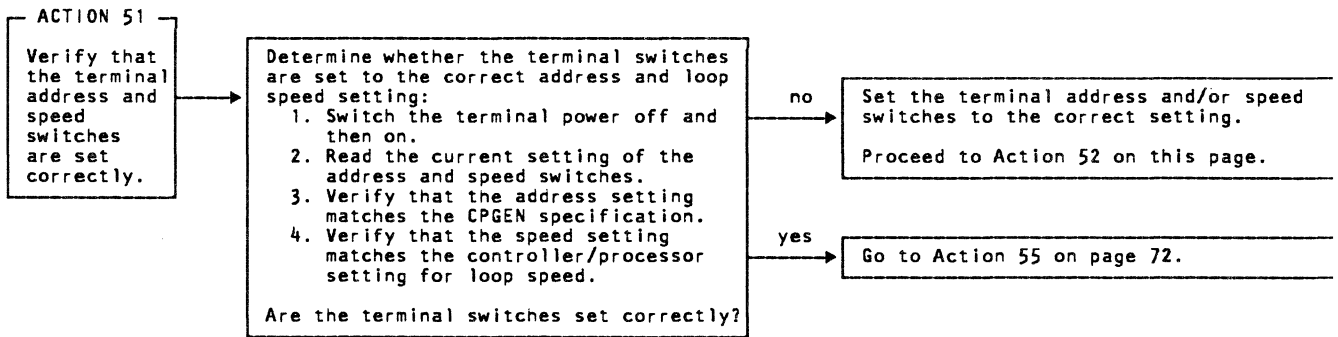 ACTION 51
Verify that
the terminal
address and
speed
switches
are set
correctly.
Determine whether the terminal switches
are set to the correct address and loop
speed setting:
1. Switch the terminal power off and
then on.
2. Read the current setting of the
address and speed switches.
3. Verify that the address setting
matches the CPGEN specification.
4. Verify that the speed setting
matches the controller/processor
setting for loop speed.
Are the terminal switches set correctly?
no
Set the terminal address and/or speed
switches to the correct setting.
Proceed to Action 52 on this page.
yes
Go to Action 55 on page 72.